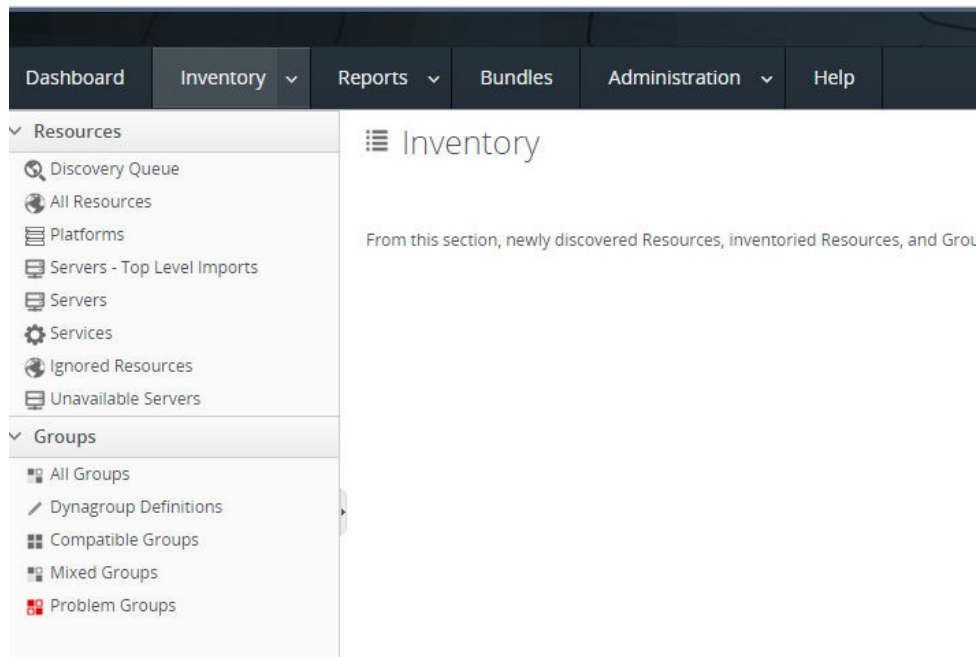 Dashboard Inventory Reports Bundles Administration Help
Resources
Discovery Queue
All Resources
Platforms
Servers - Top Level Imports
Servers
Services
Ignored Resources
Unavailable Servers
Groups
All Groups
Dynagroup Definitions
Compatible Groups
Mixed Groups
Problem Groups
Inventory
From this section, newly discovered Resources, inventoried Resources, and